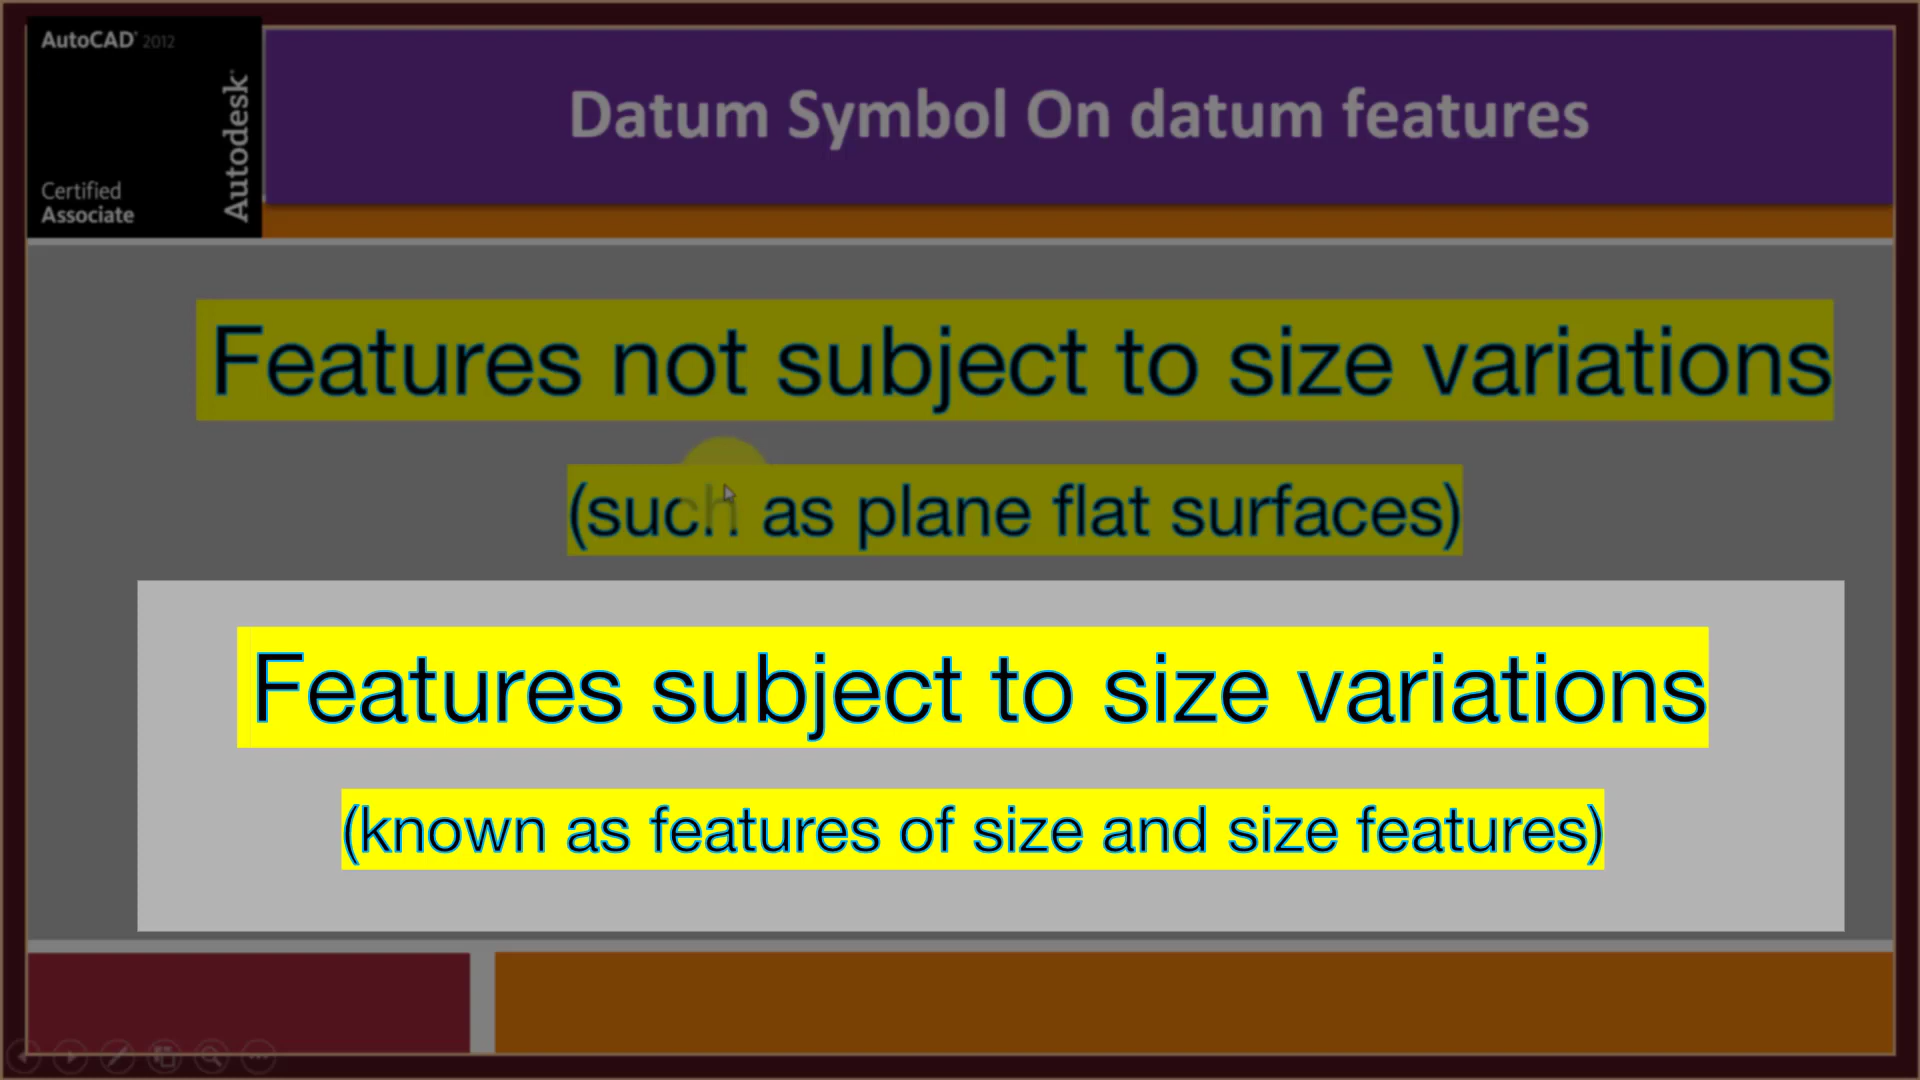 AutoCAD 2012
Autodesk
Certified
Associate
Datum Symbol On datum features
Features not subject to size variations
(such as plane flat surfaces)
Features subject to size variations
(known as features of size and size features)